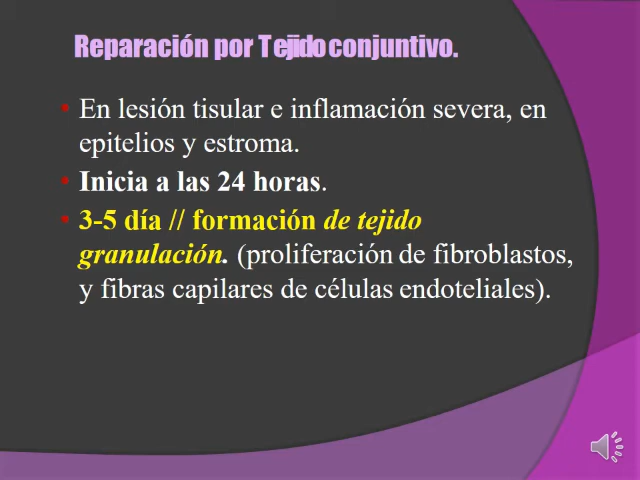 Reparación por Tejido conjuntivo.
• En lesión tisular e inflamación severa, en
epitelios y estroma.
• Inicia a las 24 horas.
• 3-5 día // formación de tejido
granulación. (proliferación de fibroblastos,
y fibras capilares de células endoteliales).